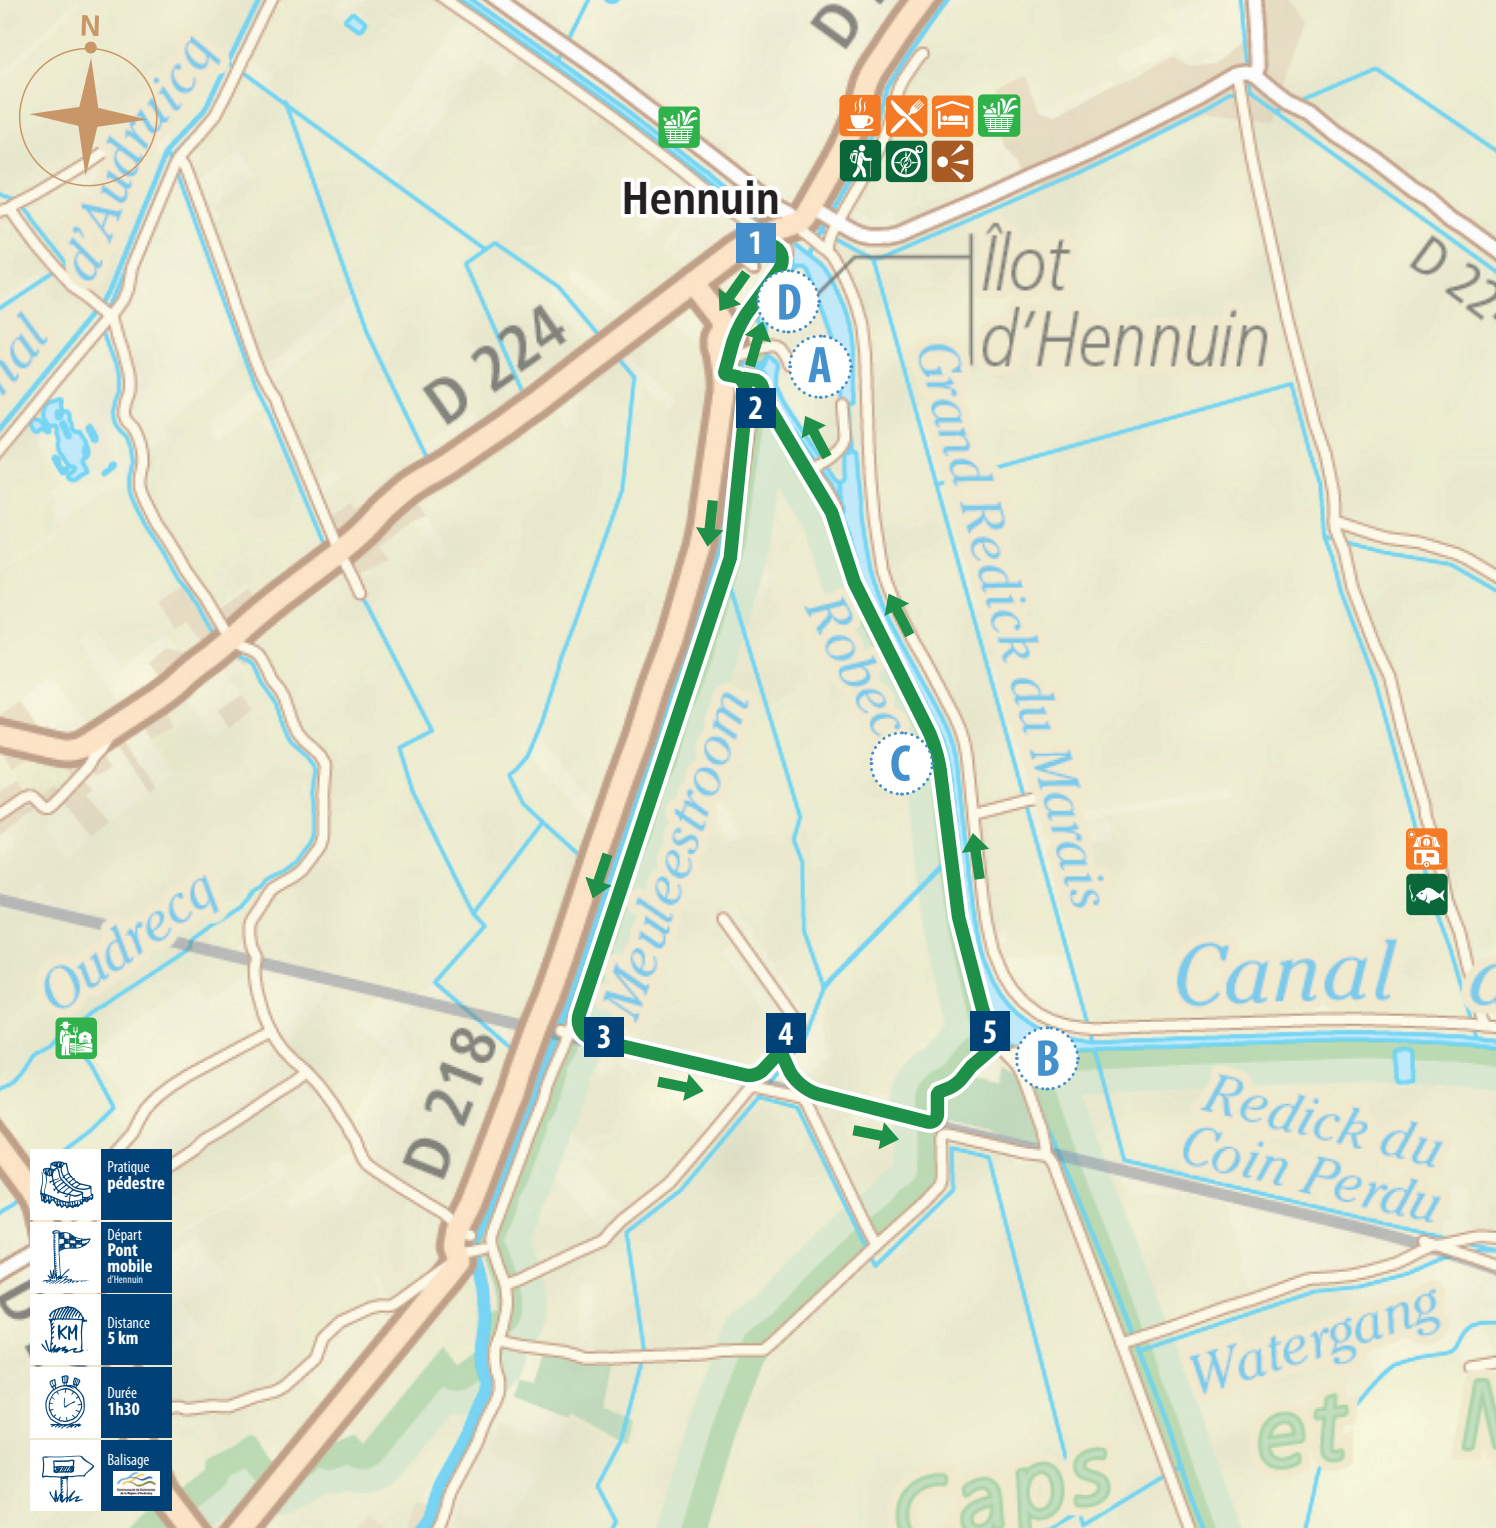 N
D
d'Audruicq
Hennuin
1
D
Îlot
d'Hennuin
D 22
A
D 224
2
nal
Grand Redick du Marais
Robec
Meuleestroom
C
Oudrecq
Canal
d
3
4
5
B
D 218
Redick du
Coin Perdu
Watergang
et
M
Caps
D
Pratique
pédestre
Départ
Pont
mobile
d'Hennuin
KM
Distance
5 km
Durée
1h30
Balisage